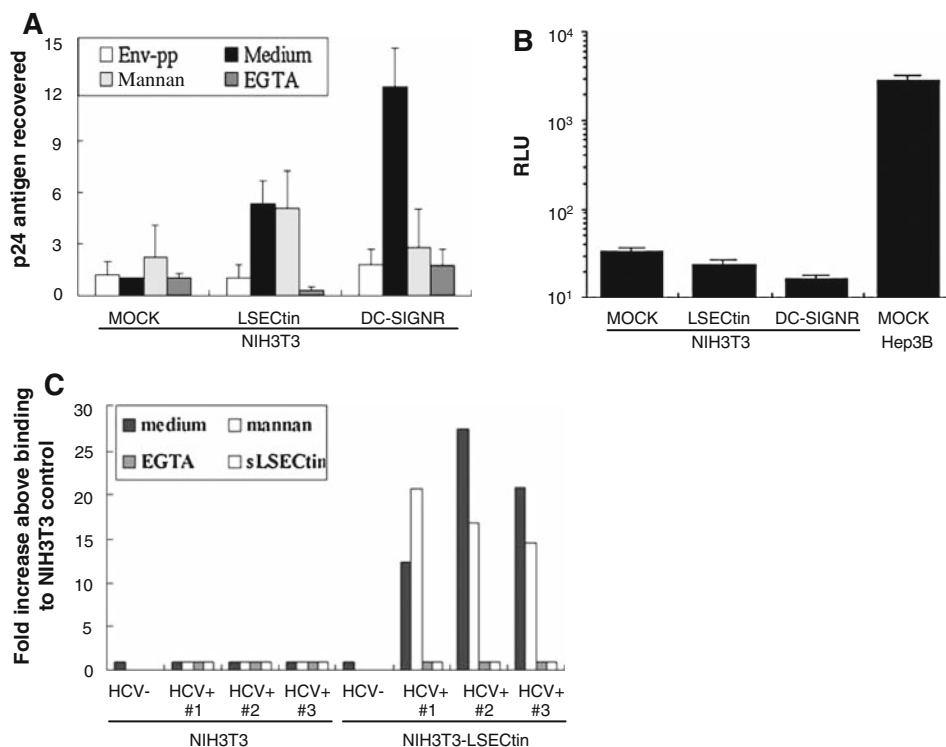 A
p24 antigen recovered
15
12
9
6
3
0
Env-pp
Medium
Mannan
EGTA
MOCK
LSECtin
DC-SIGNR
NIH3T3
B
RLU
10⁴
10³
10²
10¹
MOCK
LSECtin
DC-SIGNR
MOCK
NIH3T3
Hep3B
C
Fold increase above binding
to NIH3T3 control
30
25
20
15
10
5
0
medium
mannan
EGTA
sLSECtin
HCV-
HCV+
#1
HCV+
#2
HCV+
#3
HCV-
HCV+
#1
HCV+
#2
HCV+
#3
NIH3T3
NIH3T3-LSECtin